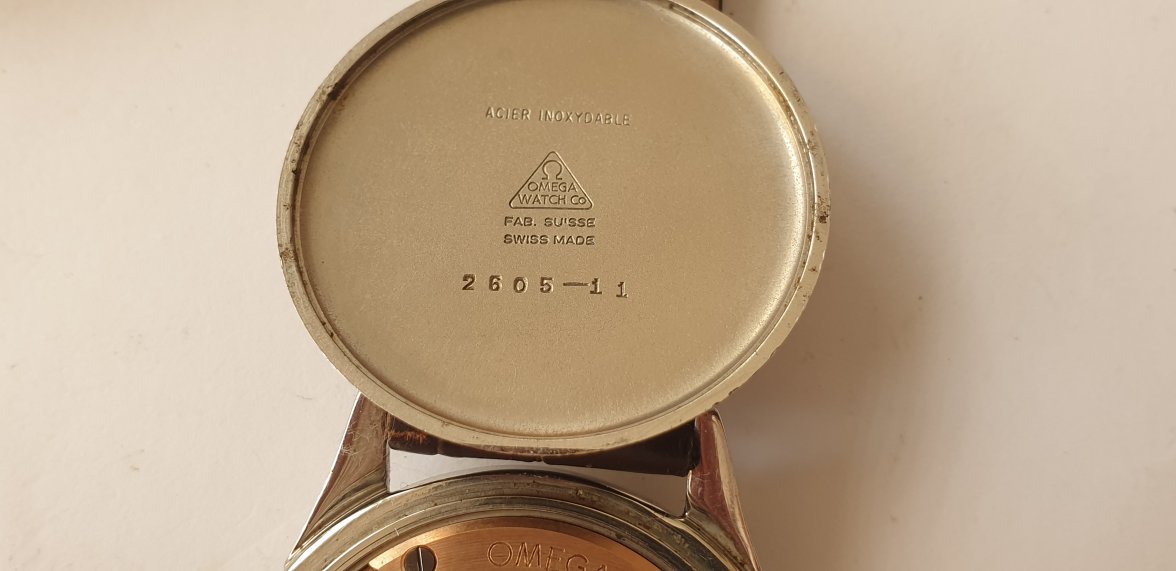 ACIER INOXYDABLE
Ω
OMEGA
WATCH Co
FAB. SUISSE
SWISS MADE
2605-11
OMEGA